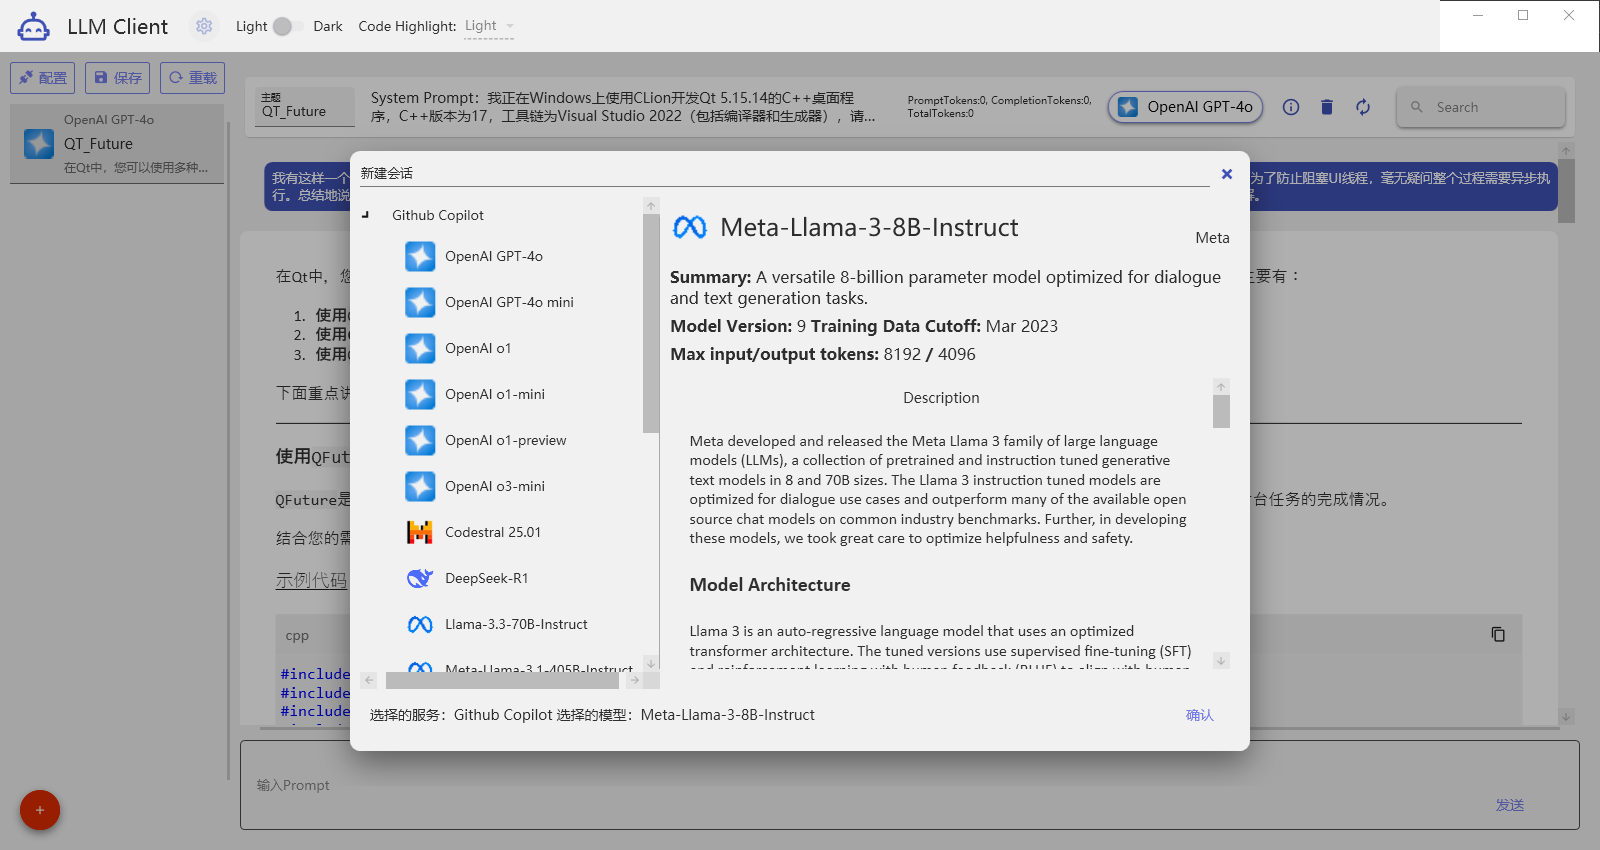 LLM Client
Light
Dark
Code Highlight:
Light
配置
保存
重载
OpenAI GPT-4o
QT_Future
在Qt中，您可以使用多种...
主题
QT_Future
System Prompt：我正在Windows上使用CLion开发Qt 5.15.14的C++桌面程
序，C++版本为17，工具链为Visual Studio 2022（包括编译器和生成器），请...
PromptTokens:0, CompletionTokens:0,
TotalTokens:0
OpenAI GPT-4o
Search
我有这样一个
为了防止阻塞UI线程，毫无疑问整个过程需要异步执
行。总结地说
在Qt中，您
主要有：
1. 使用
2. 使用
3. 使用
下面重点讲
使用QFut
QFuture是
台任务的完成情况。
结合您的需
示例代码
cpp
#include
#include
#include
新建会话
Github Copilot
OpenAI GPT-4o
OpenAI GPT-4o mini
OpenAI o1
OpenAI o1-mini
OpenAI o1-preview
OpenAI o3-mini
Codestral 25.01
DeepSeek-R1
Llama-3.3-70B-Instruct
Meta-Llama-3.1-405B-Instruct
Meta-Llama-3-8B-Instruct
Meta
Summary: A versatile 8-billion parameter model optimized for dialogue
and text generation tasks.
Model Version: 9 Training Data Cutoff: Mar 2023
Max input/output tokens: 8192 / 4096
Description
Meta developed and released the Meta Llama 3 family of large language
models (LLMs), a collection of pretrained and instruction tuned generative
text models in 8 and 70B sizes. The Llama 3 instruction tuned models are
optimized for dialogue use cases and outperform many of the available open
source chat models on common industry benchmarks. Further, in developing
these models, we took great care to optimize helpfulness and safety.
Model Architecture
Llama 3 is an auto-regressive language model that uses an optimized
transformer architecture. The tuned versions use supervised fine-tuning (SFT)
and reinforcement learning with human feedback (RLHF) to align with human
选择的服务：Github Copilot 选择的模型：Meta-Llama-3-8B-Instruct
确认
输入Prompt
发送